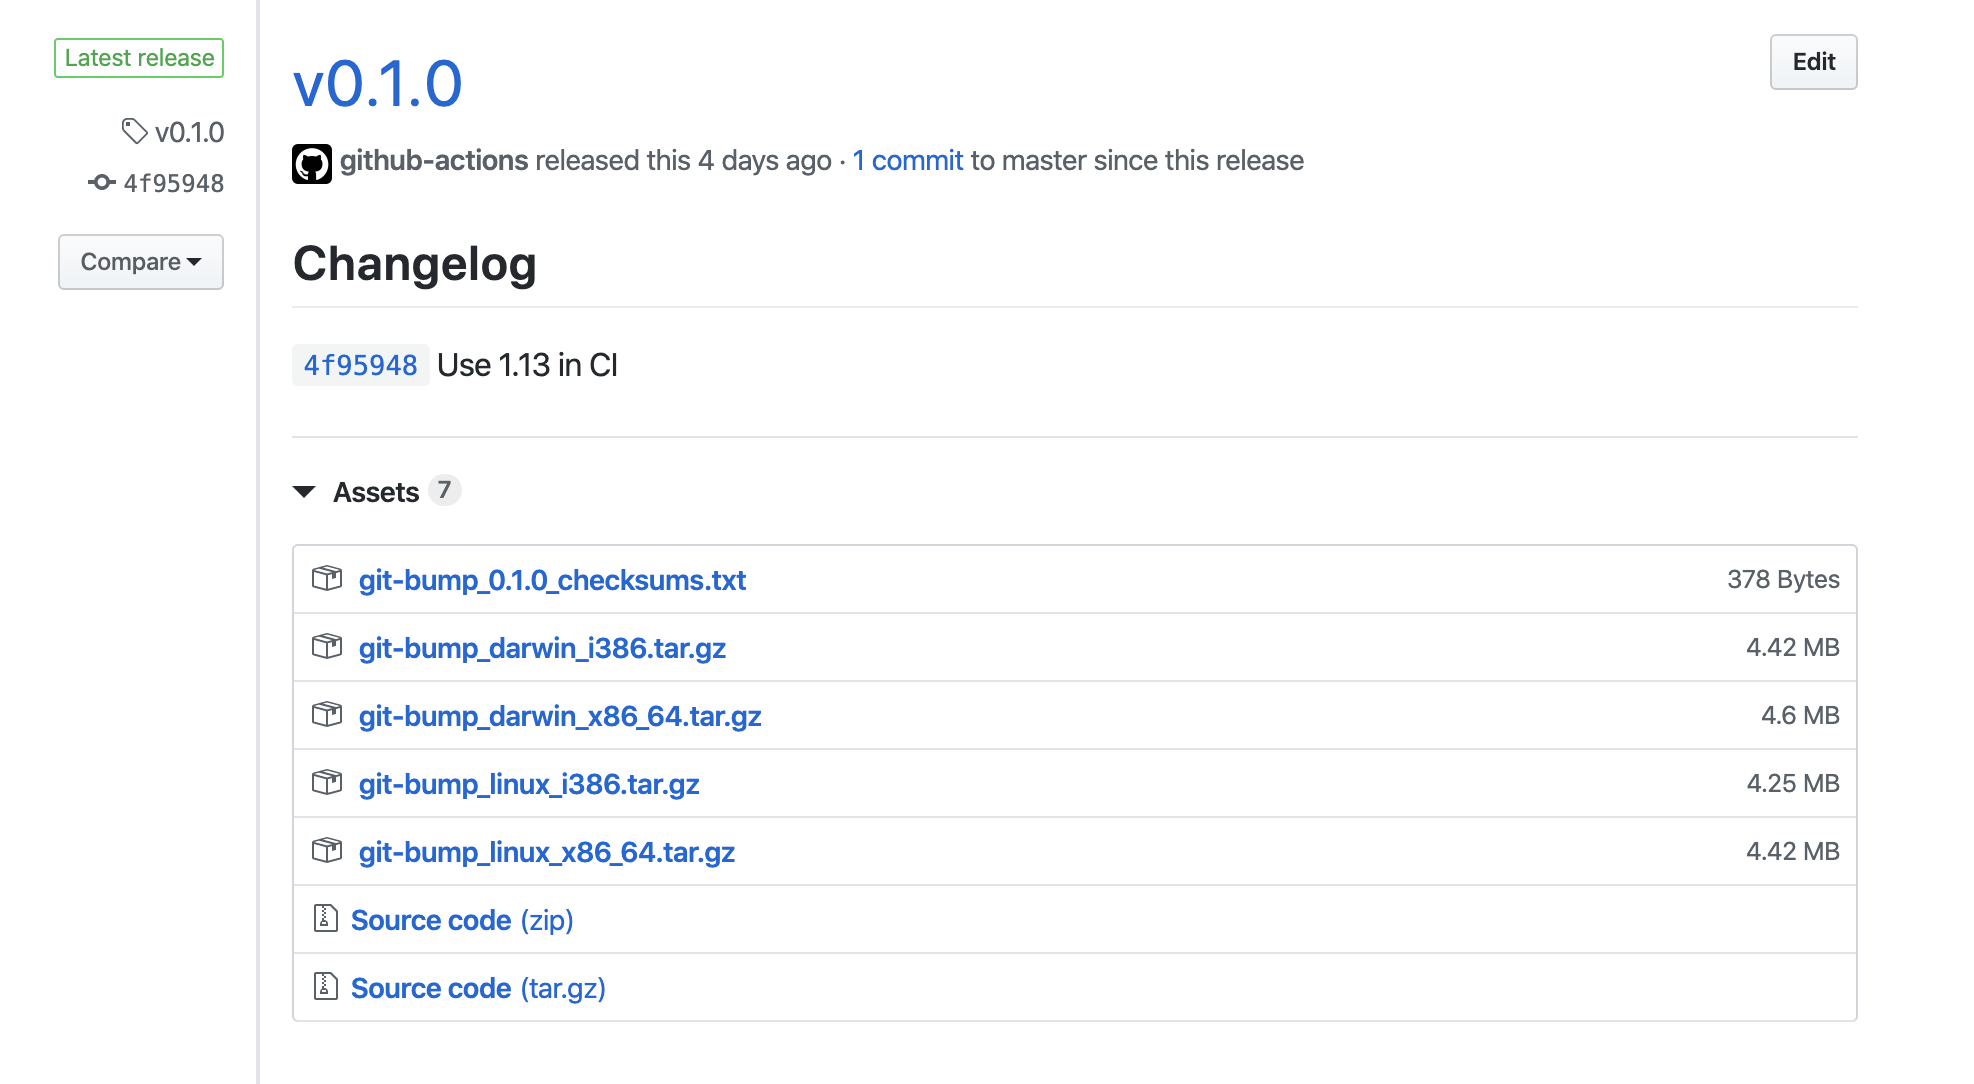 Latest release
v0.1.0
4f95948
Compare
v0.1.0
Edit
github-actions released this 4 days ago · 1 commit to master since this release
Changelog
4f95948 Use 1.13 in CI
Assets 7
git-bump_0.1.0_checksums.txt 378 Bytes
git-bump_darwin_i386.tar.gz 4.42 MB
git-bump_darwin_x86_64.tar.gz 4.6 MB
git-bump_linux_i386.tar.gz 4.25 MB
git-bump_linux_x86_64.tar.gz 4.42 MB
Source code (zip)
Source code (tar.gz)